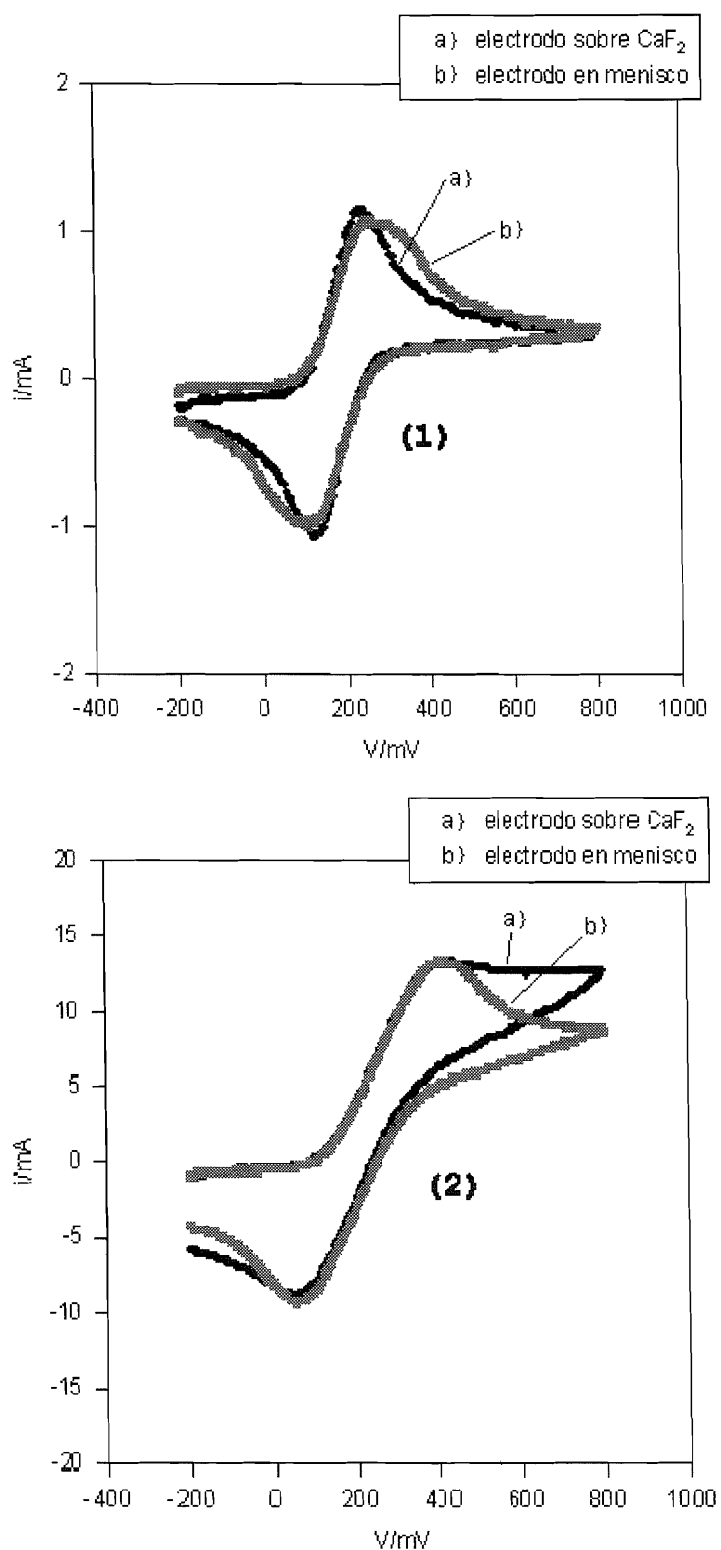 a} electrodo sobre CaF₂
b} electrodo en menisco
2
1
0
-1
-2
i/mA
a}
b}
(1)
-400 -200 0 200 400 600 800 1000
V/mV
a} electrodo sobre CaF₂
b} electrodo en menisco
20
15
10
5
0
-5
-10
-15
-20
i/mA
a}
b}
(2)
-400 -200 0 200 400 600 800 1000
V/mV